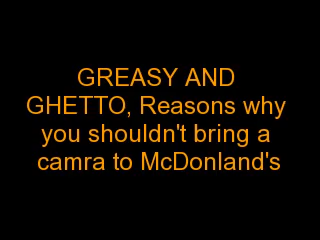 GREASY AND
GHETTO, Reasons why
you shouldn't bring a
camra to McDonland's